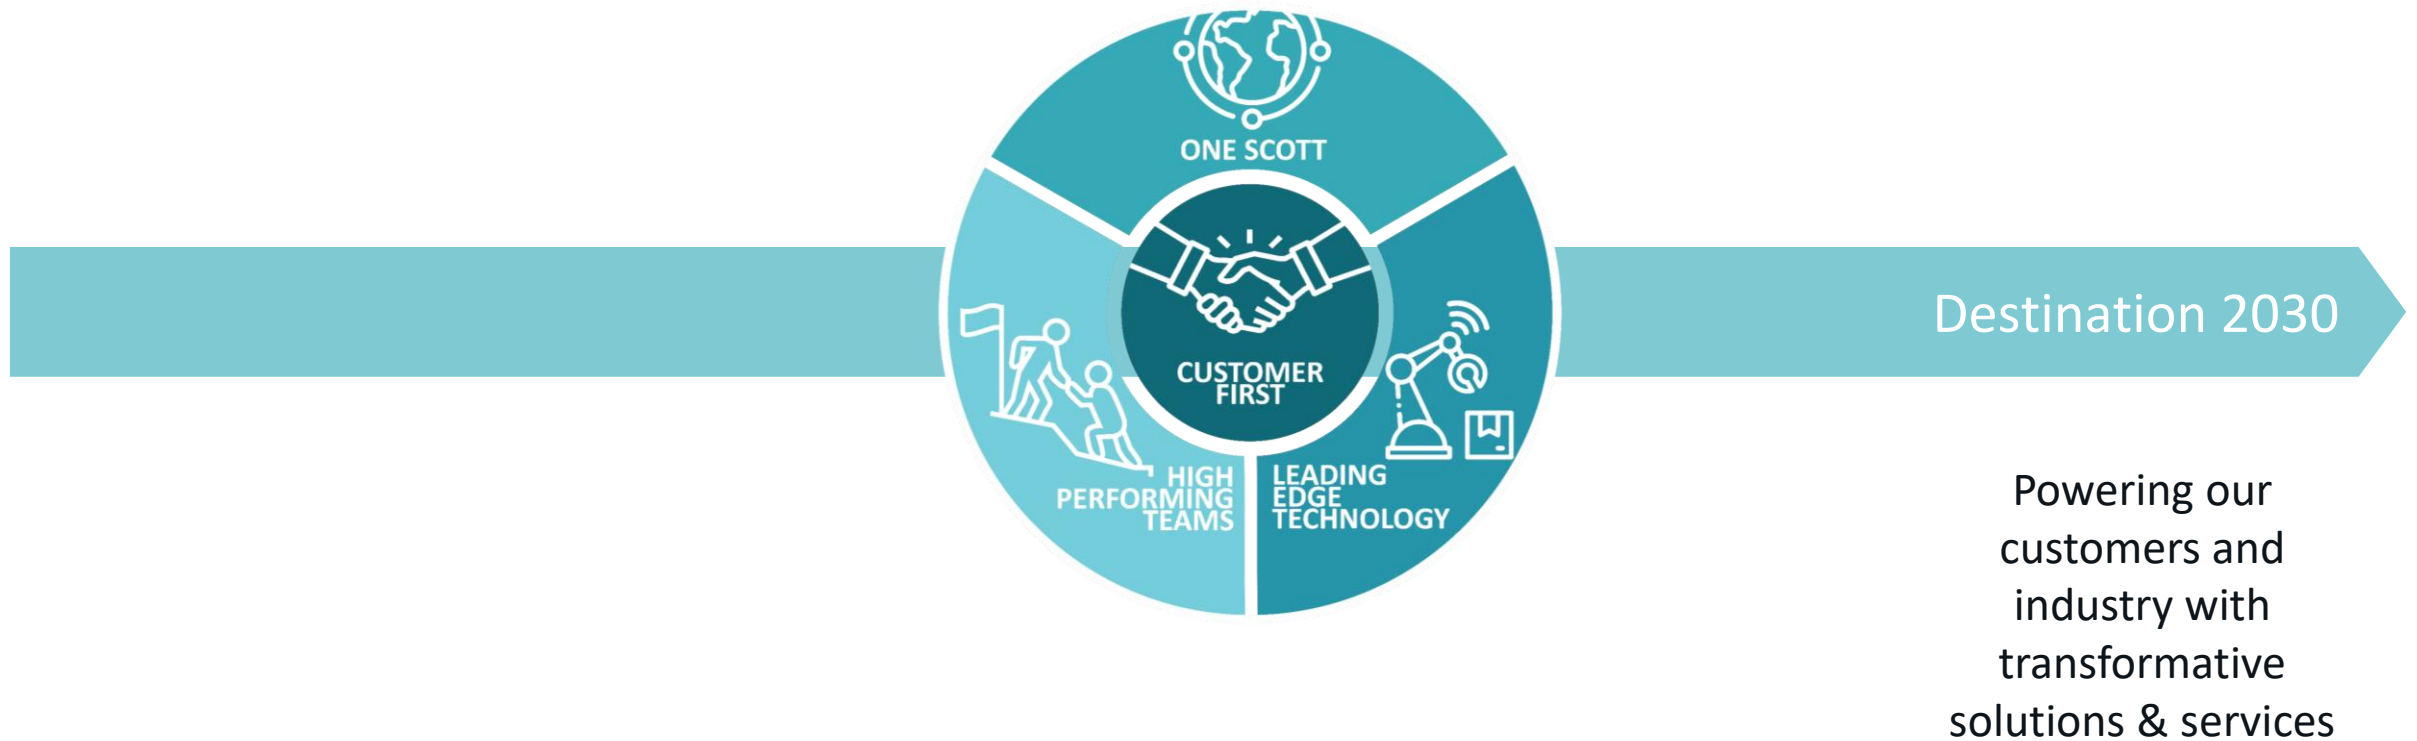 ONE SCOTT
CUSTOMER
FIRST
HIGH
PERFORMING
TEAMS
LEADING
EDGE
TECHNOLOGY
Destination 2030
Powering our
customers and
industry with
transformative
solutions & services